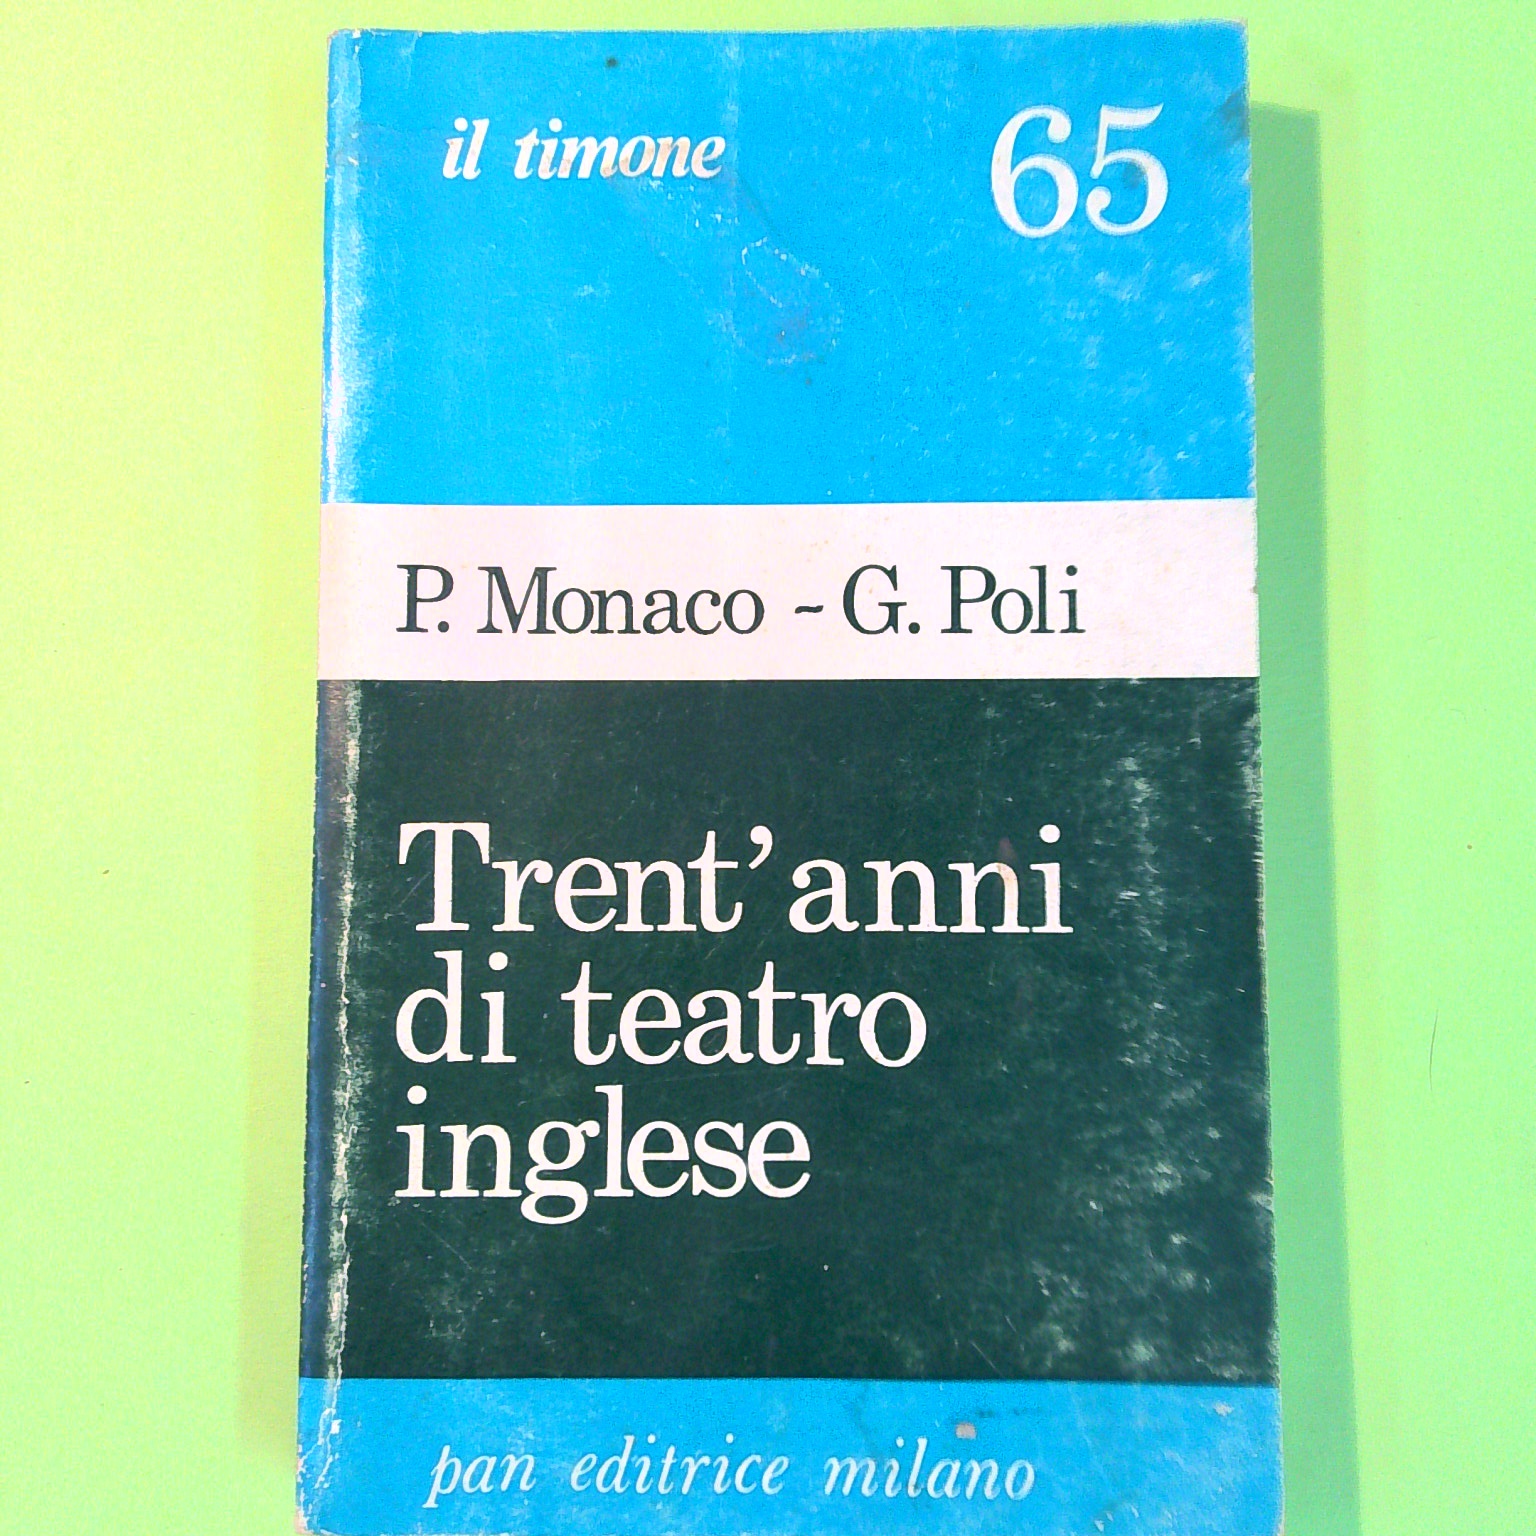 il timone
65
P. Monaco - G. Poli
Trent'anni
di teatro
inglese
pan editrice milano